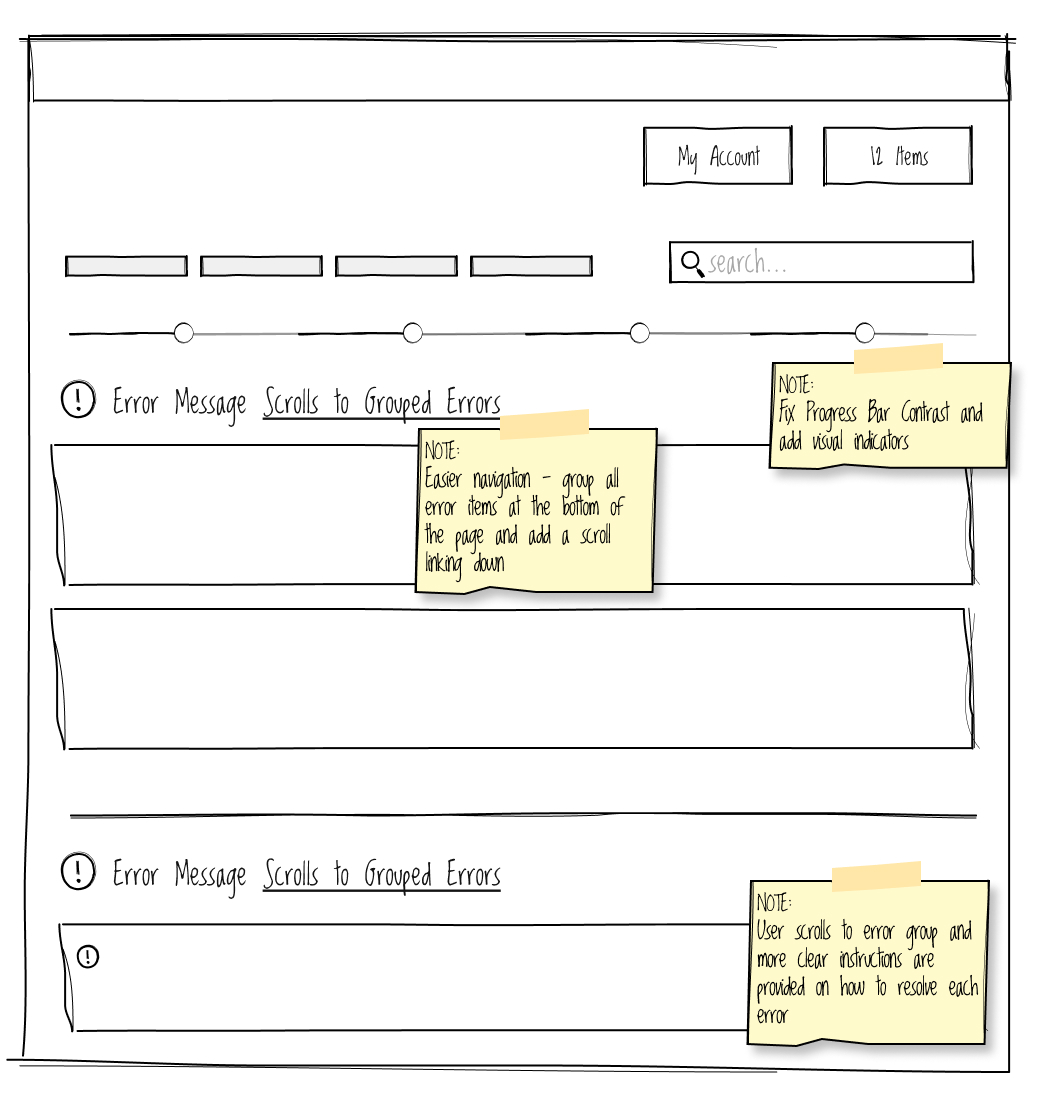 My Account
12 Items
search...
Error Message Scrolls to Grouped Errors
NOTE:
Fix Progress Bar Contrast and
add visual indicators
NOTE:
Easier navigation - group all
error items at the bottom of
the page and add a scroll
linking down
Error Message Scrolls to Grouped Errors
NOTE:
User scrolls to error group and
more clear instructions are
provided on how to resolve each
error